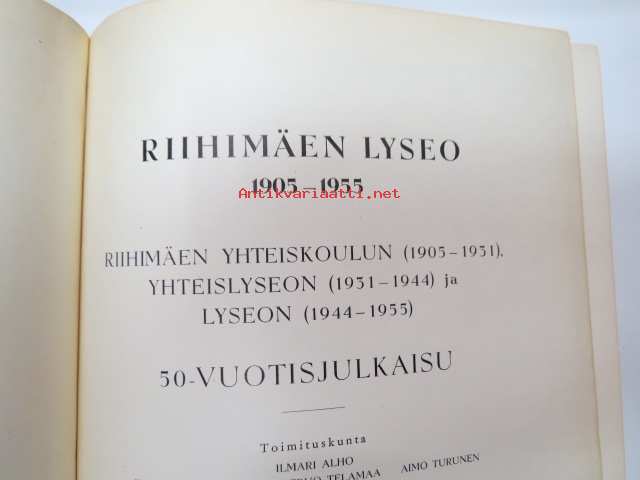 RIIHIMÄEN LYSEO
1905–1955
Antikvariaatti.net
RIIHIMÄEN YHTEISKOULUN (1905–1931),
YHTEISLYSEON (1931–1944) ja
LYSEON (1944–1955)
50-VUOTISJULKAISU
Toimituskunta
ILMARI ALHO
TELAMAA AIMO TURUNEN